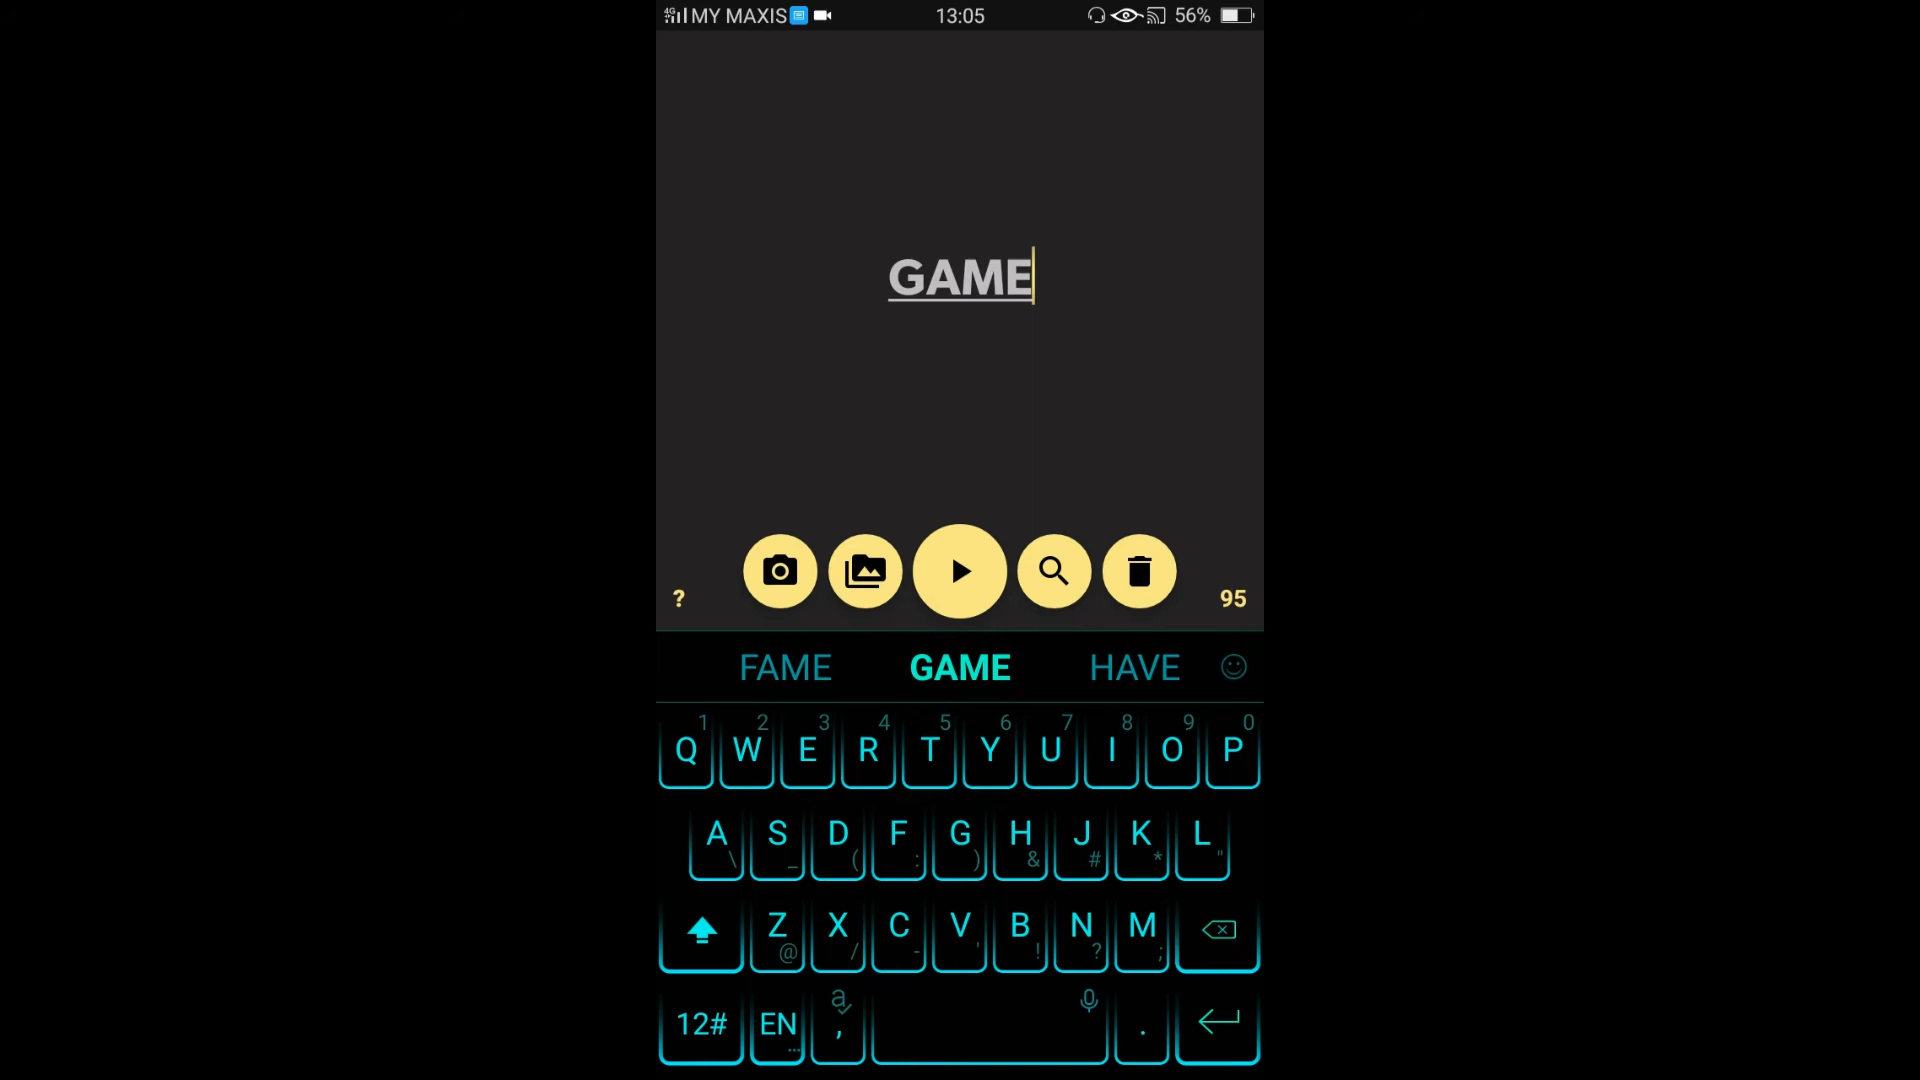 4G MY MAXIS 13:05 56%
GAME
? 95
FAME GAME HAVE
1 2 3 4 5 6 7 8 9 0
Q W E R T Y U I O P
A S D F G H J K L
\ _ ( : ) & # * "
Z X C V B N M
@ / - ' ! ? ;
a
12# EN , .
...